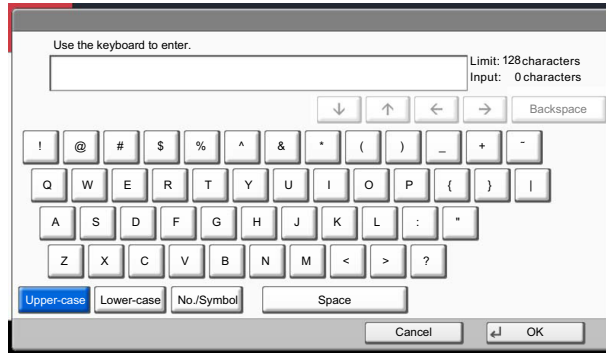 Use the keyboard to enter.
Limit: 128 characters
Input: 0 characters
Backspace
! @ # $ % ^ & * ( ) _ + ~
Q W E R T Y U I O P { } |
A S D F G H J K L : "
Z X C V B N M < > ?
Upper-case Lower-case No./Symbol Space
Cancel OK